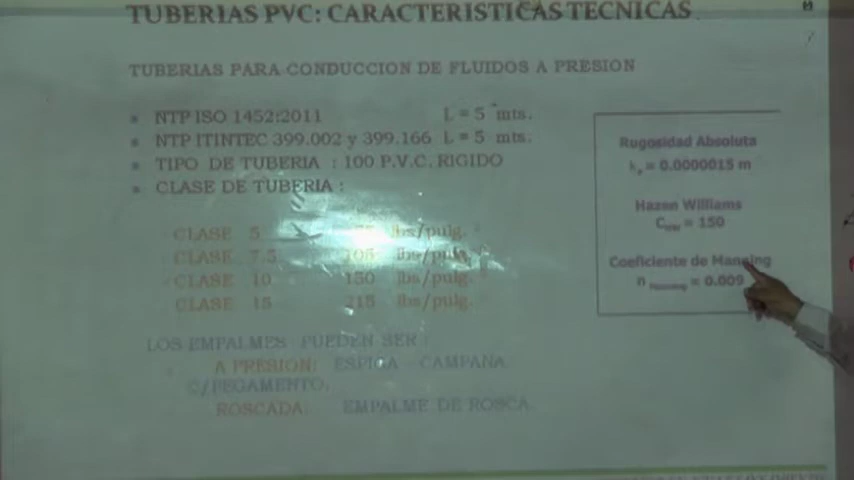 TUBERIAS PVC: CARACTERISTICAS TECNICAS
TUBERIAS PARA CONDUCCION DE FLUIDOS A PRESION
NTP ISO 1452:2011 L = 5 mts.
NTP ITINTEC 399.002 y 399.166 L = 5 mts.
TIPO DE TUBERIA : 100 P.V.C. RIGIDO
CLASE DE TUBERIA :
CLASE 5 lbs/pulg.
CLASE 7.5 105 lbs/pulg.
CLASE 10 150 lbs/pulg.
CLASE 15 215 lbs/pulg.
LOS EMPALMES PUEDEN SER :
A PRESION: ESPIGA - CAMPANA
C/PEGAMENTO.
ROSCADA: EMPALME DE ROSCA.
Rugosidad Absoluta
= 0.0000015 m
Hazen Williams
C = 150
Coeficiente de Manning
n Manning = 0.009